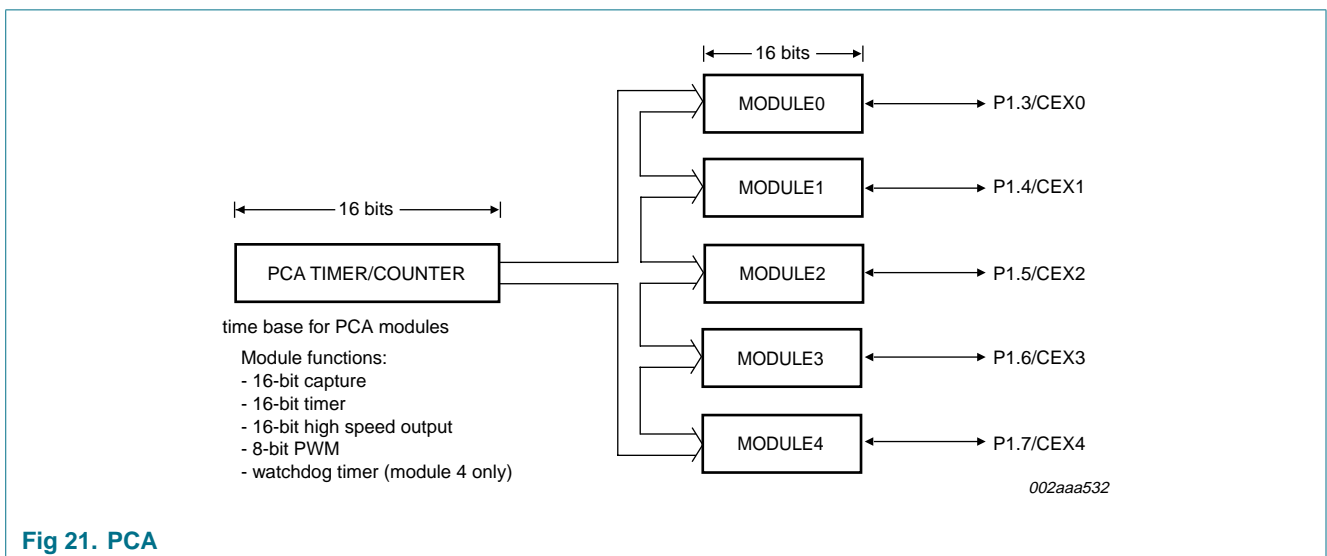 16 bits
MODULE0
P1.3/CEX0
MODULE1
P1.4/CEX1
16 bits
PCA TIMER/COUNTER
MODULE2
P1.5/CEX2
time base for PCA modules
Module functions:
- 16-bit capture
- 16-bit timer
- 16-bit high speed output
- 8-bit PWM
- watchdog timer (module 4 only)
MODULE3
P1.6/CEX3
MODULE4
P1.7/CEX4
002aaa532
Fig 21. PCA